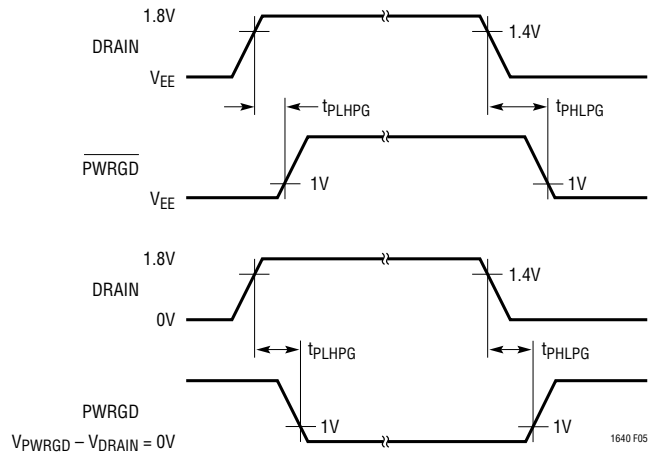 1.8V
DRAIN
1.4V
VEE
tPLHPG
tPHLPG
PWRGD
1V
1V
VEE
1.8V
DRAIN
1.4V
0V
tPLHPG
tPHLPG
PWRGD
1V
1V
VPWRGD – VDRAIN = 0V
1640 F05